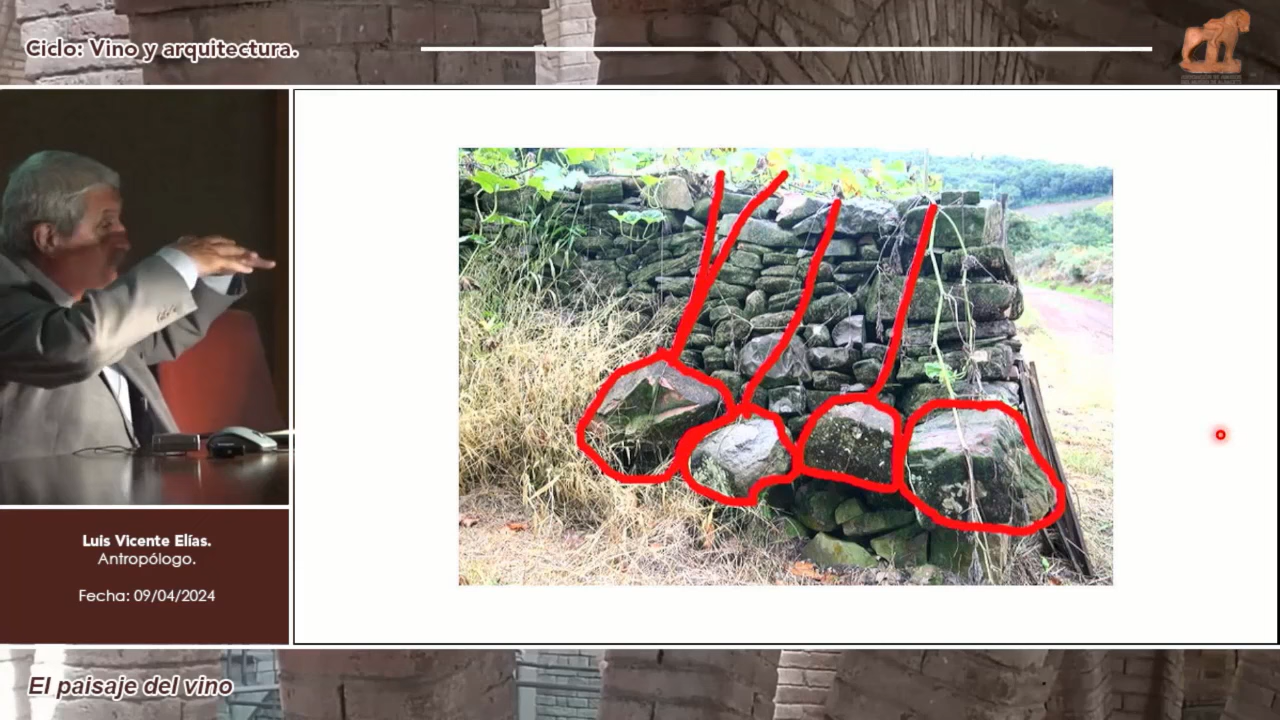 Ciclo: Vino y arquitectura.
Luis Vicente Elías.
Antropólogo.
Fecha: 09/04/2024
El paisaje del vino